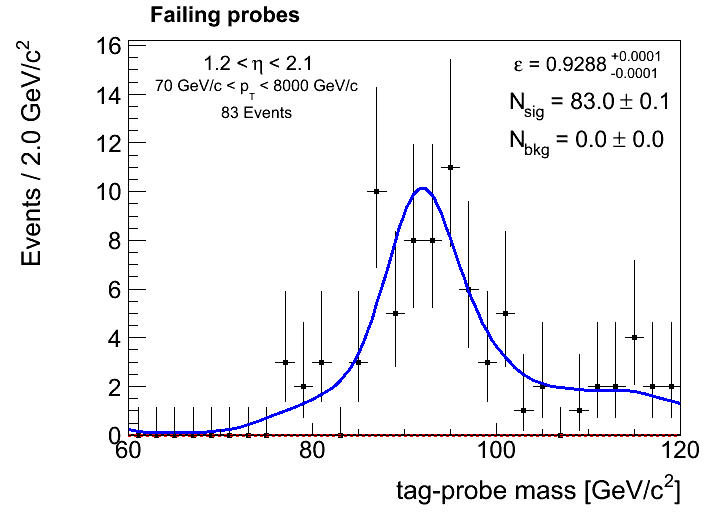 Failing probes
1.2 < η < 2.1
70 GeV/c < p_T < 8000 GeV/c
83 Events
ε = 0.9288 +0.0001 -0.0001
N_sig = 83.0 ± 0.1
N_bkg = 0.0 ± 0.0
Events / 2.0 GeV/c²
16
14
12
10
8
6
4
2
0
60 80 100 120
tag-probe mass [GeV/c²]